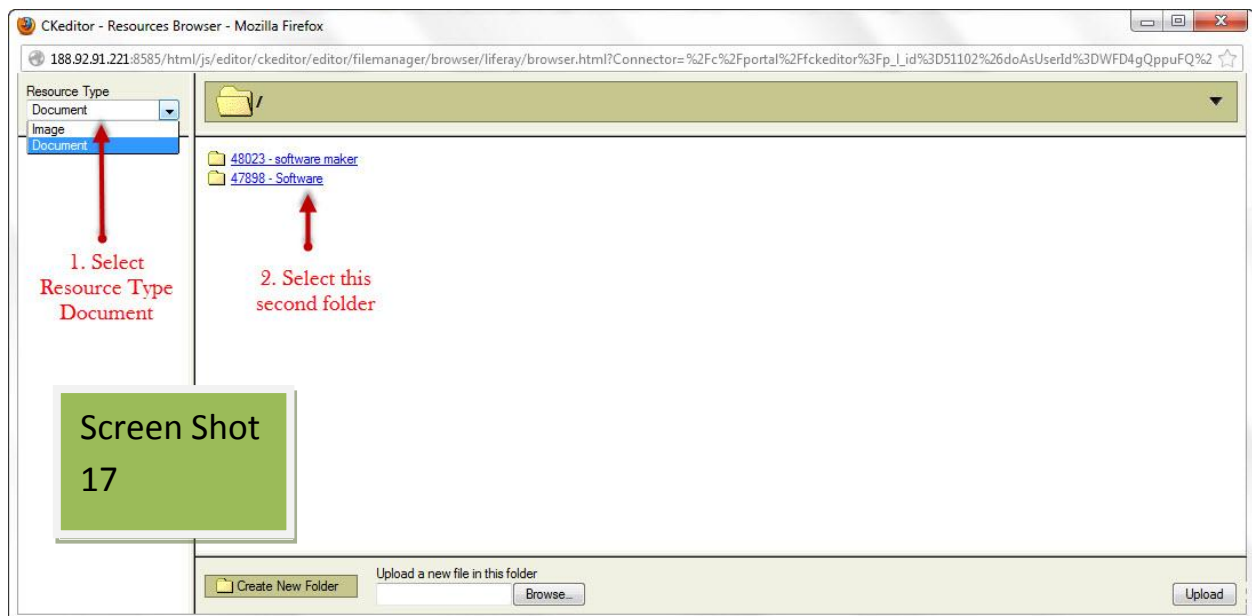 CKeditor - Resources Browser - Mozilla Firefox
188.92.91.221:8585/html/js/editor/ckeditor/editor/filemanager/browser/liferay/browser.html?Connector=%2Fc%2Fportal%2Ffckeditor%3Fp_l_id%3D51102%26doAsUserId%3DWFD4gQppuFQ%2
Resource Type
Document
Image
Document
/
48023 - software maker
47898 - Software
1. Select
Resource Type
Document
2. Select this
second folder
Screen Shot
17
Create New Folder
Upload a new file in this folder
Browse...
Upload